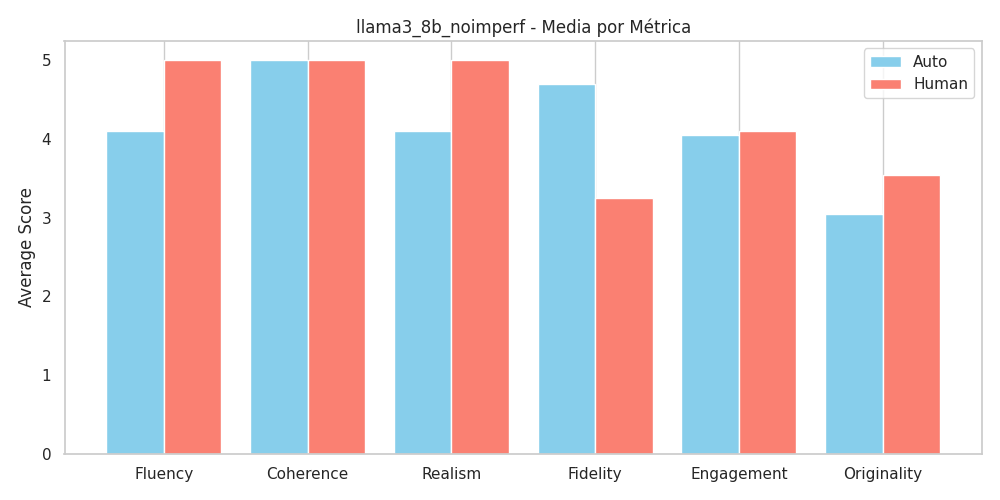 llama3_8b_noimperf - Media por Métrica
Auto
Human
Average Score
5
4
3
2
1
0
Fluency
Coherence
Realism
Fidelity
Engagement
Originality